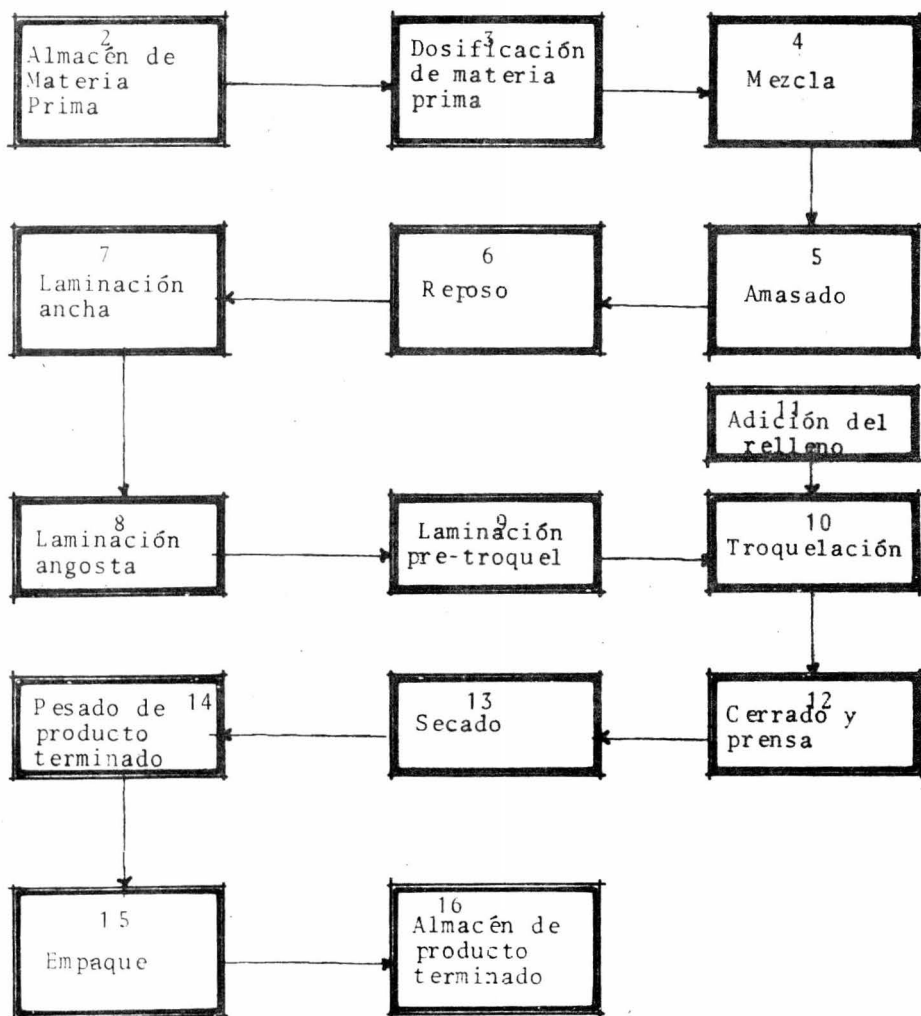 2
Almacén de
Materia
Prima
3
Dosificación
de materia
prima
4
Mezcla
7
Laminación
ancha
6
Reposo
5
Amasado
11
Adición del
relleno
8
Laminación
angosta
9
Laminación
pre-troquel
10
Troquelación
Pesado de 14
producto
terminado
13
Secado
12
Cerrado y
prensa
15
Empaque
16
Almacén de
producto
terminado